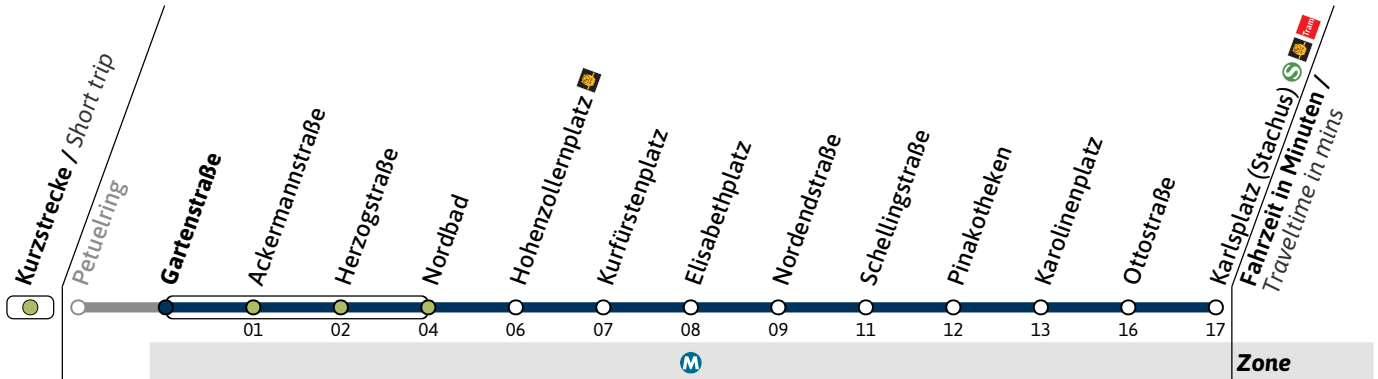 Kurzstrecke / Short trip
Petuelring
Gartenstraße
Ackermannstraße
Herzogstraße
Nordbad
Hohenzollernplatz
Kurfürstenplatz
Elisabethplatz
Nordendstraße
Schellingstraße
Pinakotheken
Karolinenplatz
Ottostraße
Karlsplatz (Stachus) S Tram
Fahrzeit in Minuten /
Traveltime in mins
01 02 04 06 07 08 09 11 12 13 16 17
M Zone